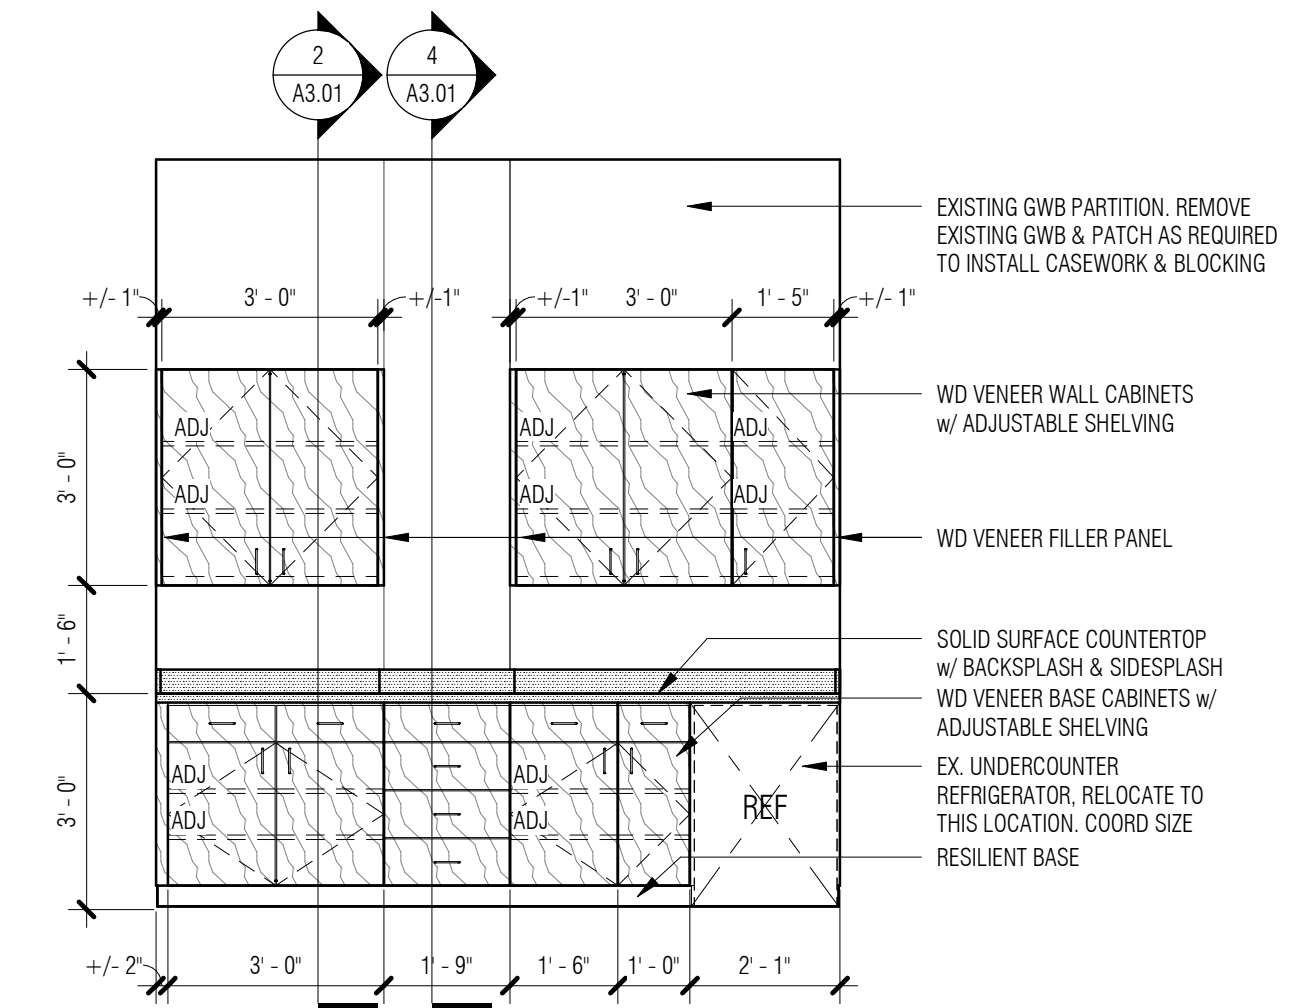 2
A3.01
4
A3.01
EXISTING GWB PARTITION. REMOVE
EXISTING GWB & PATCH AS REQUIRED
TO INSTALL CASEWORK & BLOCKING
+/- 1"
3' - 0"
+/-1"
+/-1"
3' - 0"
1' - 5"
+/- 1"
WD VENEER WALL CABINETS
w/ ADJUSTABLE SHELVING
ADJ
ADJ
ADJ
ADJ
ADJ
ADJ
3' - 0"
WD VENEER FILLER PANEL
1' - 6"
SOLID SURFACE COUNTERTOP
w/ BACKSPLASH & SIDESPLASH
WD VENEER BASE CABINETS w/
ADJUSTABLE SHELVING
3' - 0"
ADJ
ADJ
ADJ
ADJ
REF
EX. UNDERCOUNTER
REFRIGERATOR, RELOCATE TO
THIS LOCATION. COORD SIZE
RESILIENT BASE
+/- 2"
3' - 0"
1' - 9"
1' - 6"
1' - 0"
2' - 1"